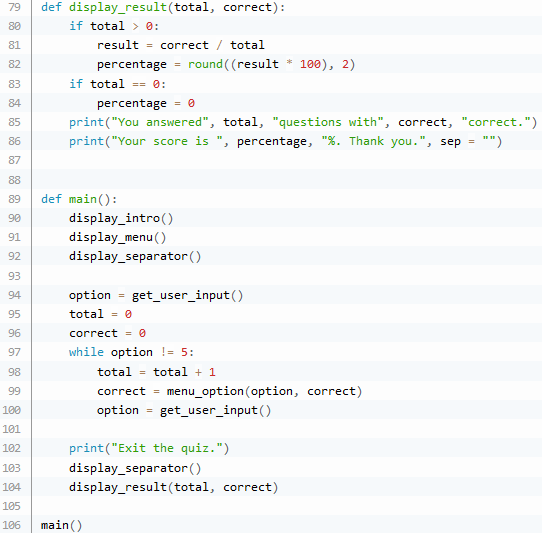 79 def display_result(total, correct):
80     if total > 0:
81         result = correct / total
82         percentage = round((result * 100), 2)
83     if total == 0:
84         percentage = 0
85     print("You answered", total, "questions with", correct, "correct.")
86     print("Your score is ", percentage, "%. Thank you.", sep = "")
87
88
89 def main():
90     display_intro()
91     display_menu()
92     display_separator()
93
94     option = get_user_input()
95     total = 0
96     correct = 0
97     while option != 5:
98         total = total + 1
99         correct = menu_option(option, correct)
100         option = get_user_input()
101
102     print("Exit the quiz.")
103     display_separator()
104     display_result(total, correct)
105
106 main()